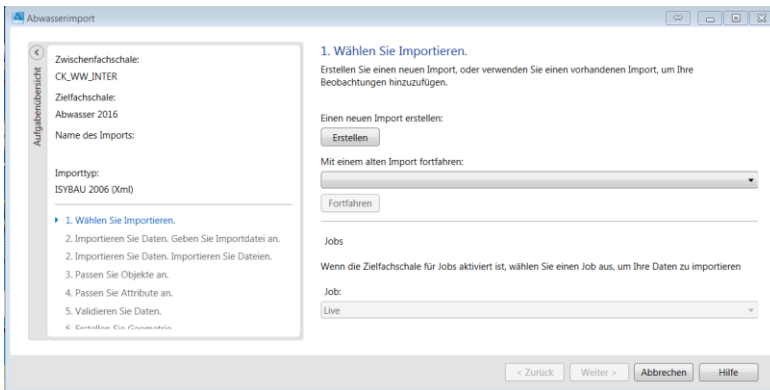 Abwasserimport
Aufgabenübersicht
Zwischenfachschale:
CK_WW_INTER
Zielfachschale:
Abwasser 2016
Name des Imports:
Importtyp:
ISYBAU 2006 (Xml)
1. Wählen Sie Importieren.
2. Importieren Sie Daten. Geben Sie Importdatei an.
2. Importieren Sie Daten. Importieren Sie Dateien.
3. Passen Sie Objekte an.
4. Passen Sie Attribute an.
5. Validieren Sie Daten.
6. Erstellen Sie Geometrie
1. Wählen Sie Importieren.
Erstellen Sie einen neuen Import, oder verwenden Sie einen vorhandenen Import, um Ihre
Beobachtungen hinzuzufügen.
Einen neuen Import erstellen:
Erstellen
Mit einem alten Import fortfahren:
Fortfahren
Jobs
Wenn die Zielfachschale für Jobs aktiviert ist, wählen Sie einen Job aus, um Ihre Daten zu importieren
Job:
Live
< Zurück
Weiter >
Abbrechen
Hilfe